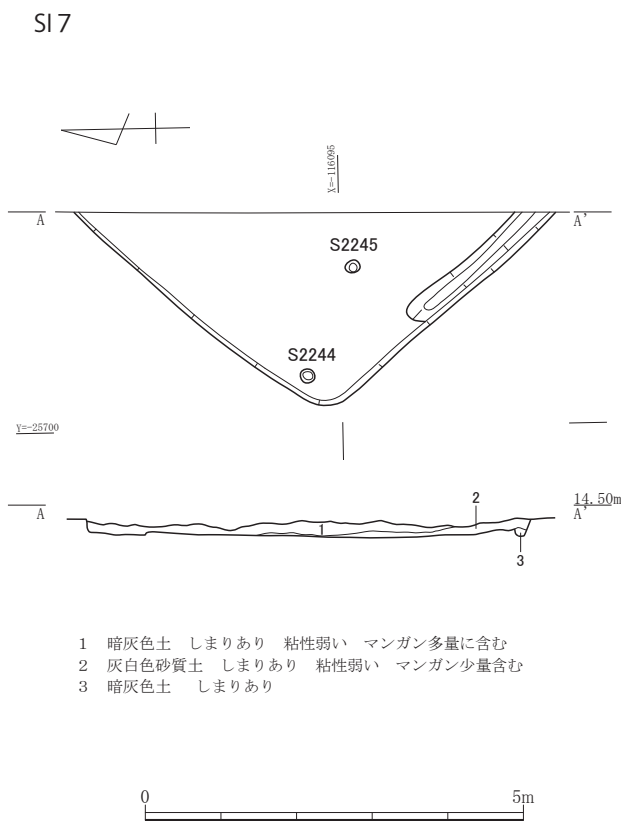 SI 7
X=-116095
A
A'
S2245
S2244
Y=-25700
14.50m
A
A'
2
1
3
1 暗灰色土 しまりあり 粘性弱い マンガン多量に含む
2 灰白色砂質土 しまりあり 粘性弱い マンガン少量含む
3 暗灰色土 しまりあり
0
5m